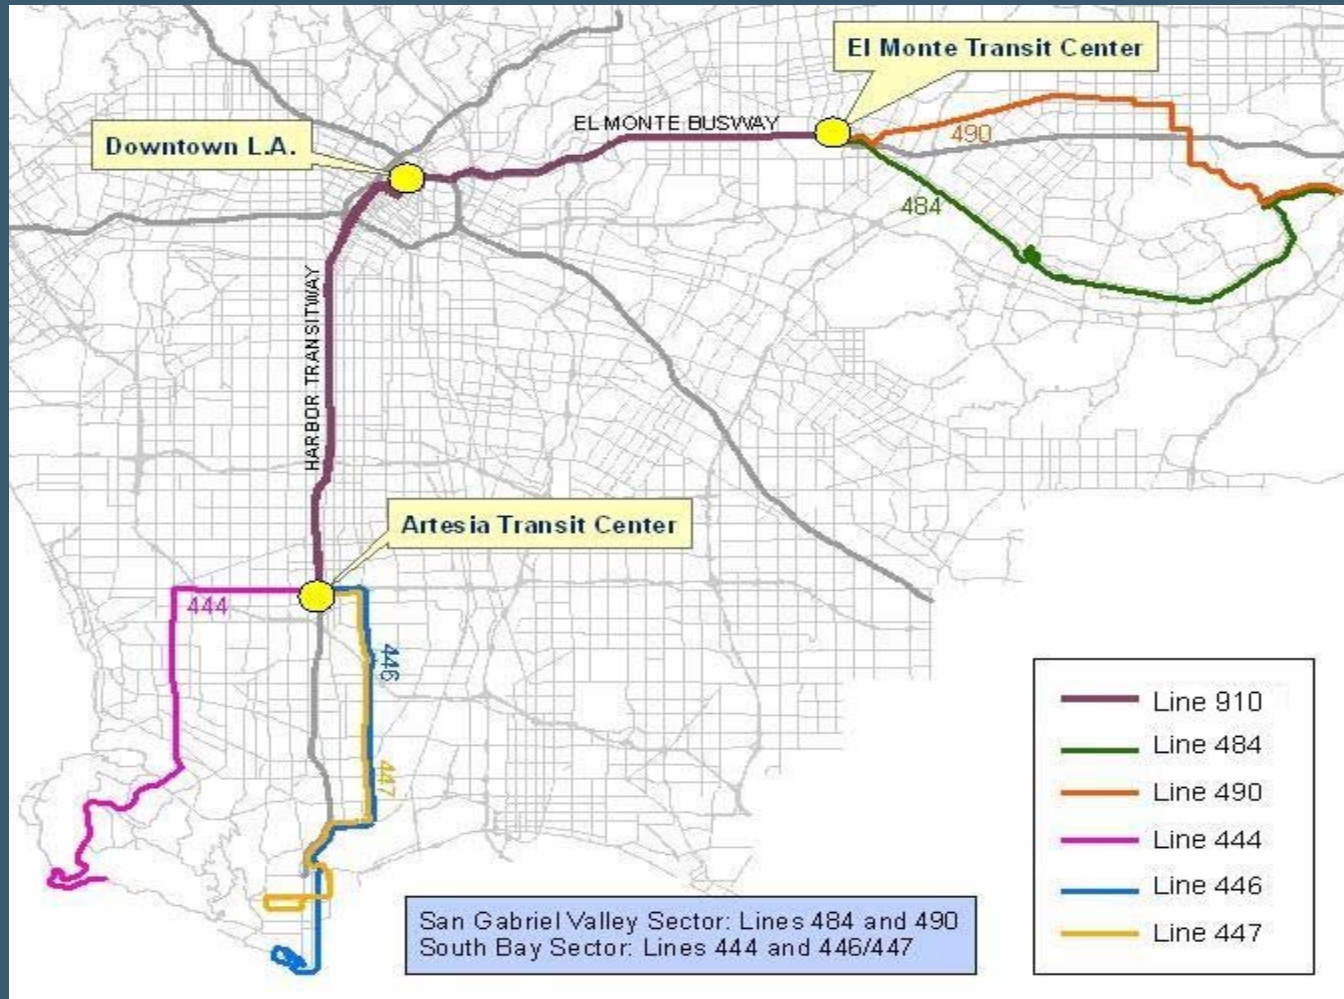 El Monte Transit Center
EL MONTE BUSWAY
Downtown L.A.
490
484
HARBOR TRANSITWAY
Artesia Transit Center
444
446
447
Line 910
Line 484
Line 490
Line 444
Line 446
Line 447
San Gabriel Valley Sector: Lines 484 and 490
South Bay Sector: Lines 444 and 446/447